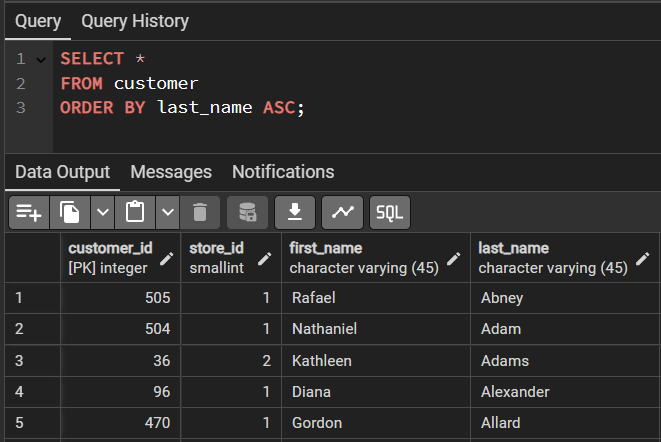 Query Query History
1 SELECT *
2 FROM customer
3 ORDER BY last_name ASC;
Data Output Messages Notifications
SQL
customer_id store_id first_name last_name
[PK] integer smallint character varying (45) character varying (45)
1 505 1 Rafael Abney
2 504 1 Nathaniel Adam
3 36 2 Kathleen Adams
4 96 1 Diana Alexander
5 470 1 Gordon Allard